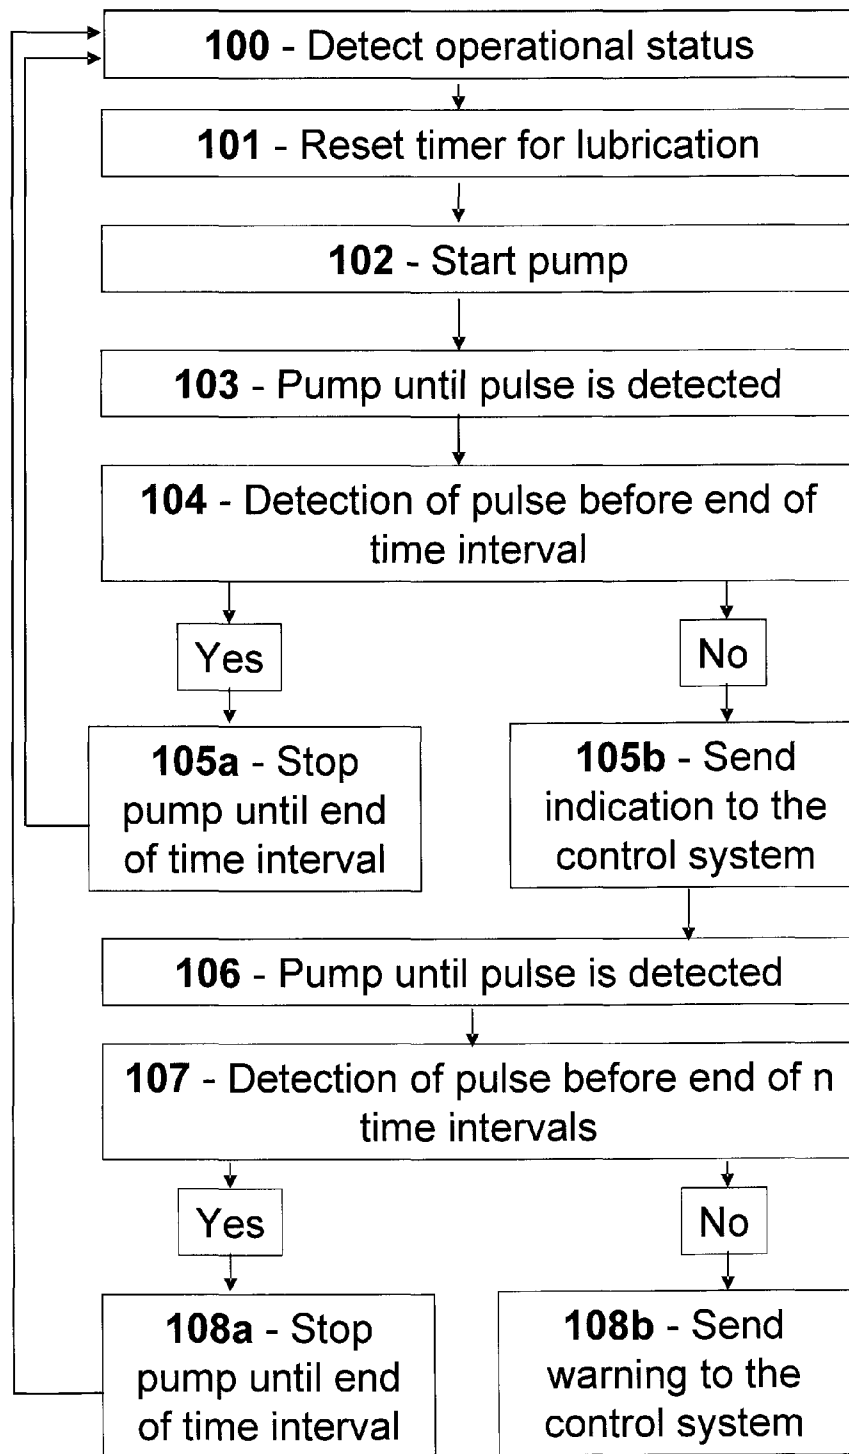 100 - Detect operational status
101 - Reset timer for lubrication
102 - Start pump
103 - Pump until pulse is detected
104 - Detection of pulse before end of
time interval
Yes
No
105a - Stop
pump until end
of time interval
105b - Send
indication to the
control system
106 - Pump until pulse is detected
107 - Detection of pulse before end of n
time intervals
Yes
No
108a - Stop
pump until end
of time interval
108b - Send
warning to the
control system